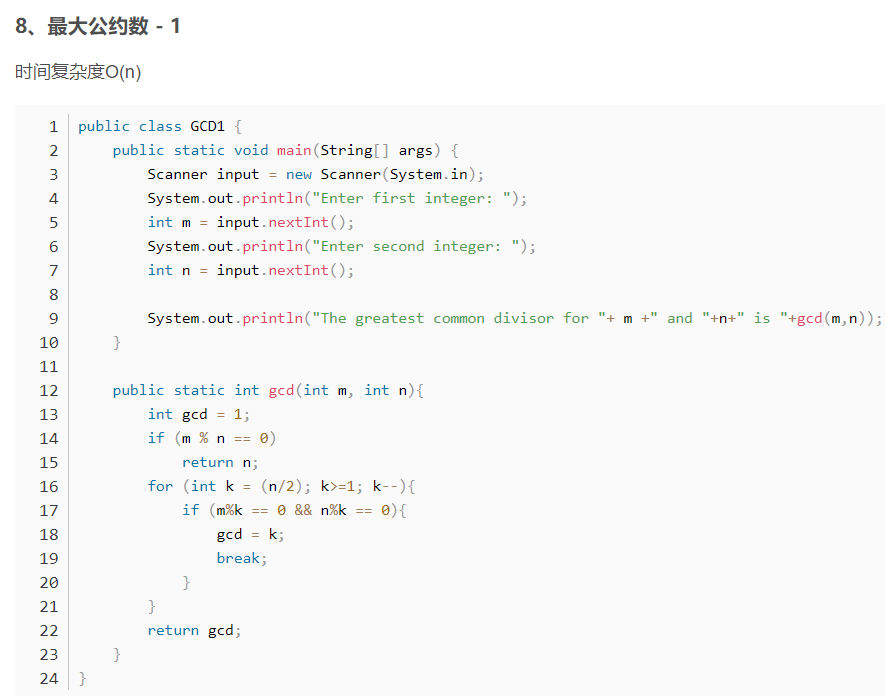 8、最大公约数 - 1
时间复杂度O(n)
1 public class GCD1 {
2     public static void main(String[] args) {
3         Scanner input = new Scanner(System.in);
4         System.out.println("Enter first integer: ");
5         int m = input.nextInt();
6         System.out.println("Enter second integer: ");
7         int n = input.nextInt();
8
9         System.out.println("The greatest common divisor for "+ m +" and "+n+" is "+gcd(m,n));
10     }
11
12     public static int gcd(int m, int n){
13         int gcd = 1;
14         if (m % n == 0)
15             return n;
16         for (int k = (n/2); k>=1; k--){
17             if (m%k == 0 && n%k == 0){
18                 gcd = k;
19                 break;
20             }
21         }
22         return gcd;
23     }
24 }